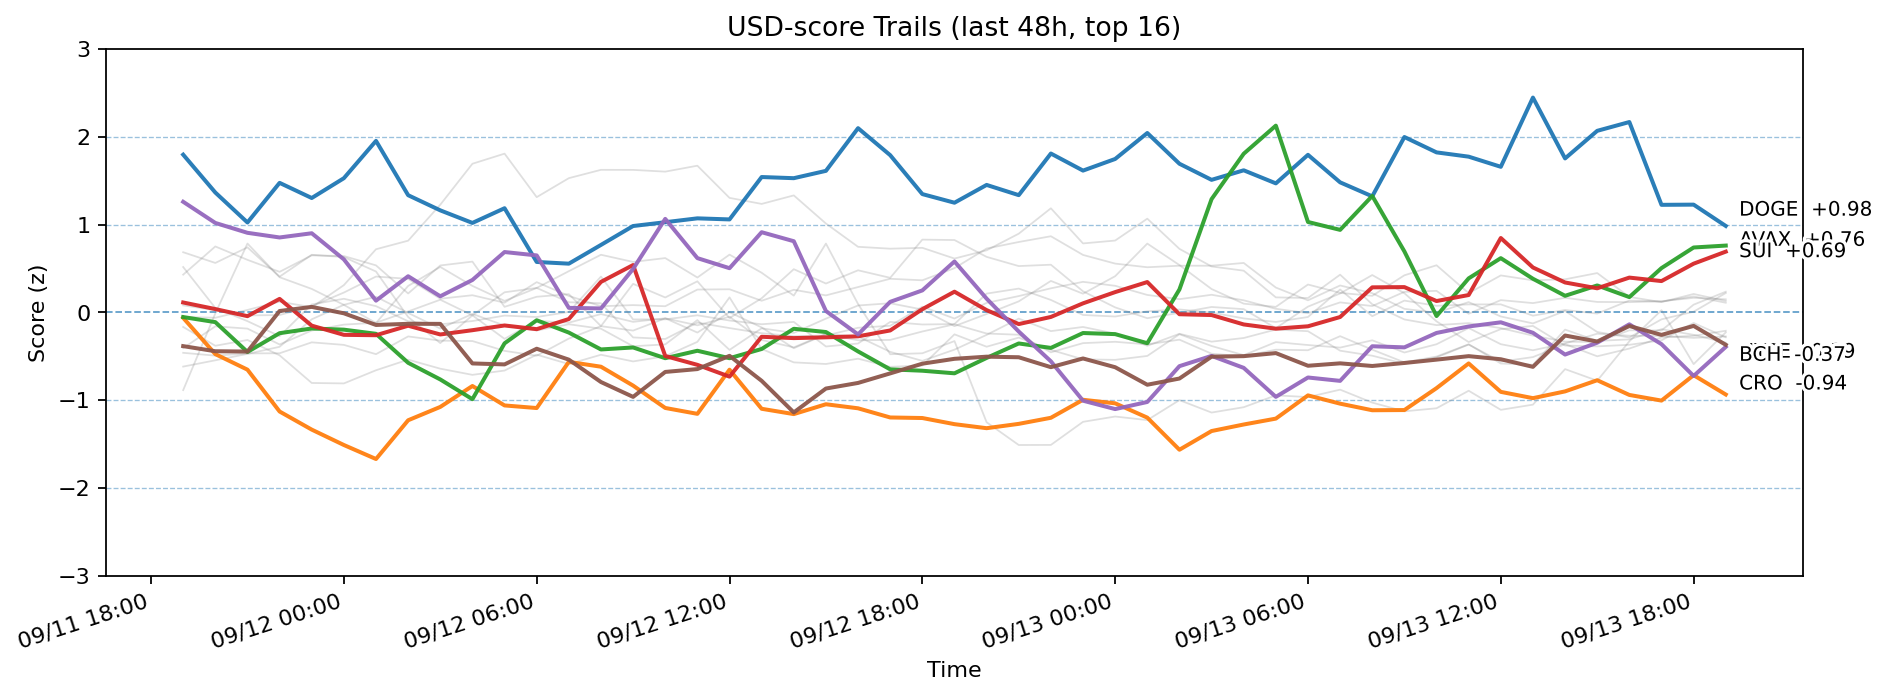 USD-score Trails (last 48h, top 16)
Score (z)
3
2
1
0
−1
−2
−3
DOGE +0.98
AVAX +0.76
SUI +0.69
BCH -0.37
CRO -0.94
09/11 18:00
09/12 00:00
09/12 06:00
09/12 12:00
09/12 18:00
09/13 00:00
09/13 06:00
09/13 12:00
09/13 18:00
Time